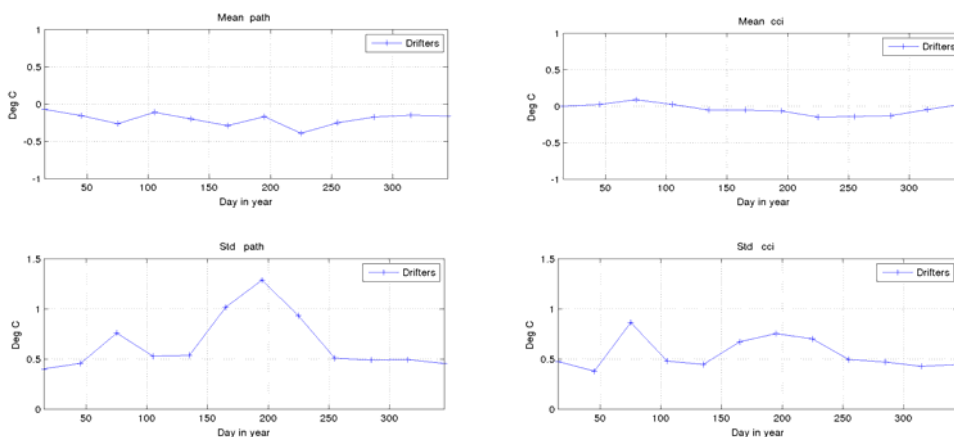 Mean path
1
0.5
0
-0.5
-1
Deg C
Drifters
50 100 150 200 250 300
Day in year
Mean cci
1
0.5
0
-0.5
-1
Deg C
Drifters
50 100 150 200 250 300
Day in year
Std path
1.5
1
0.5
0
Deg C
Drifters
50 100 150 200 250 300
Day in year
Std cci
1.5
1
0.5
0
Deg C
Drifters
50 100 150 200 250 300
Day in year